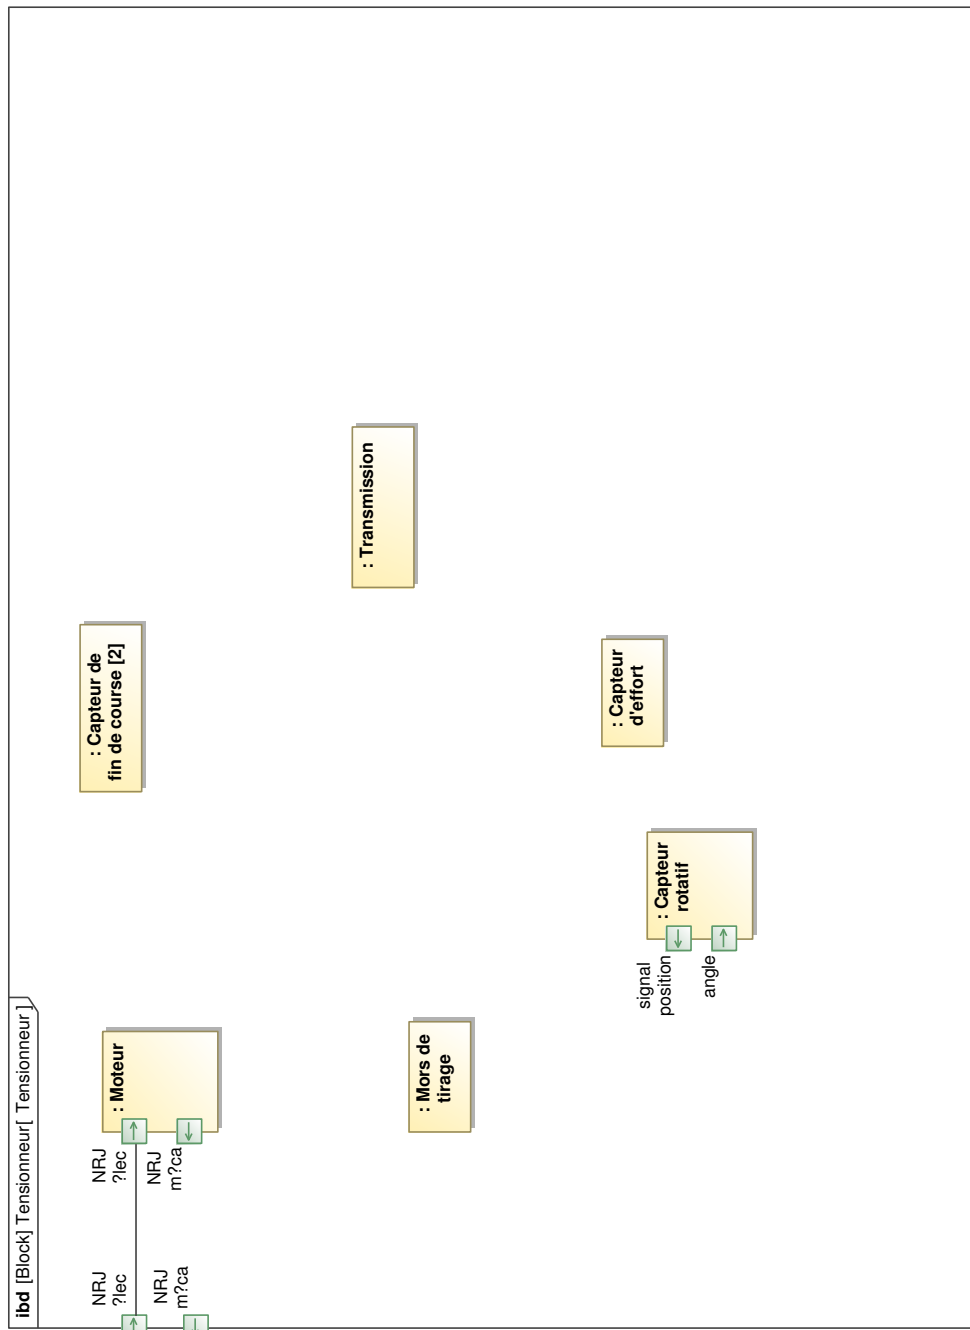 ibd [Block] Tensionneur[ Tensionneur ]
NRJ
?lec
NRJ
m?ca
NRJ
?lec
NRJ
m?ca
: Moteur
: Capteur de
fin de course [2]
: Transmission
: Mors de
tirage
: Capteur
d'effort
signal
position
angle
: Capteur
rotatif